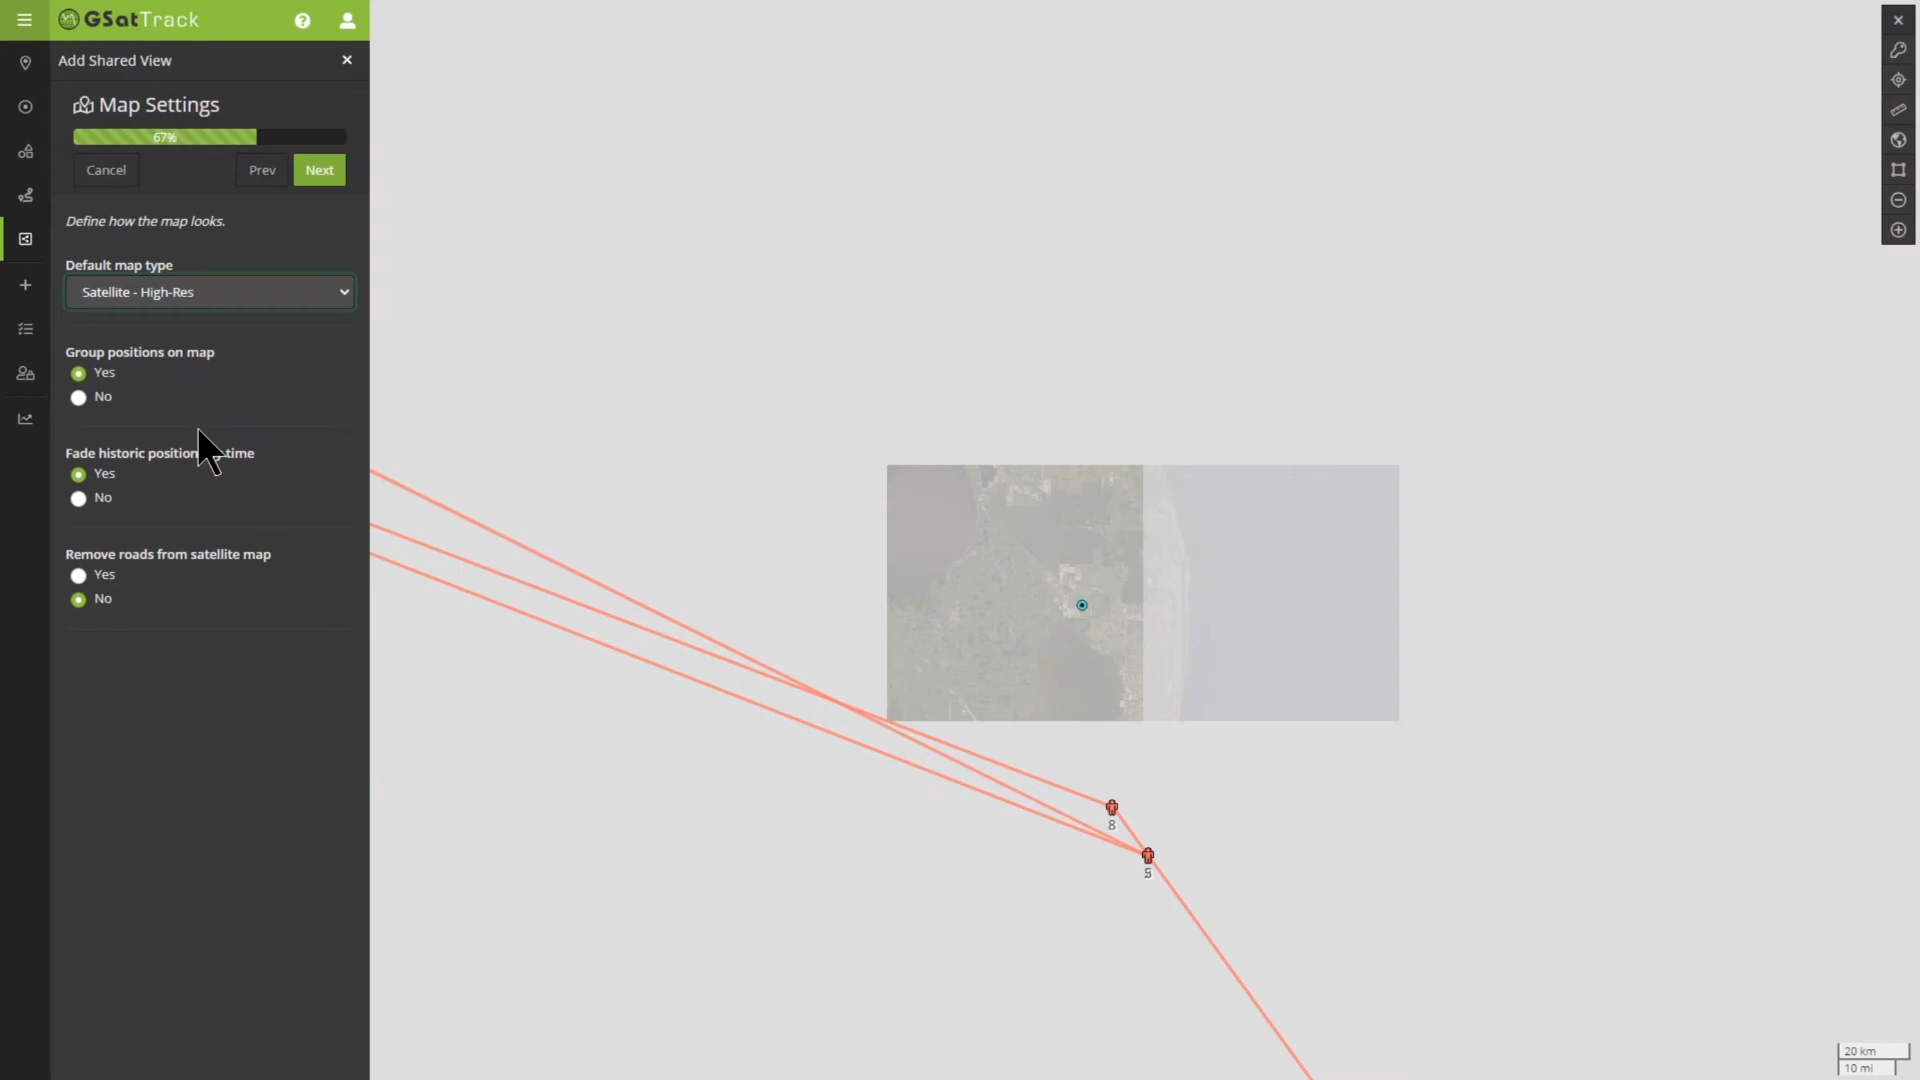 GSatTrack
Add Shared View
Map Settings
67%
Cancel
Prev
Next
Define how the map looks.
Default map type
Satellite - High-Res
Group positions on map
Yes
No
Fade historic position time
Yes
No
Remove roads from satellite map
Yes
No
8
5
20 km
10 mi